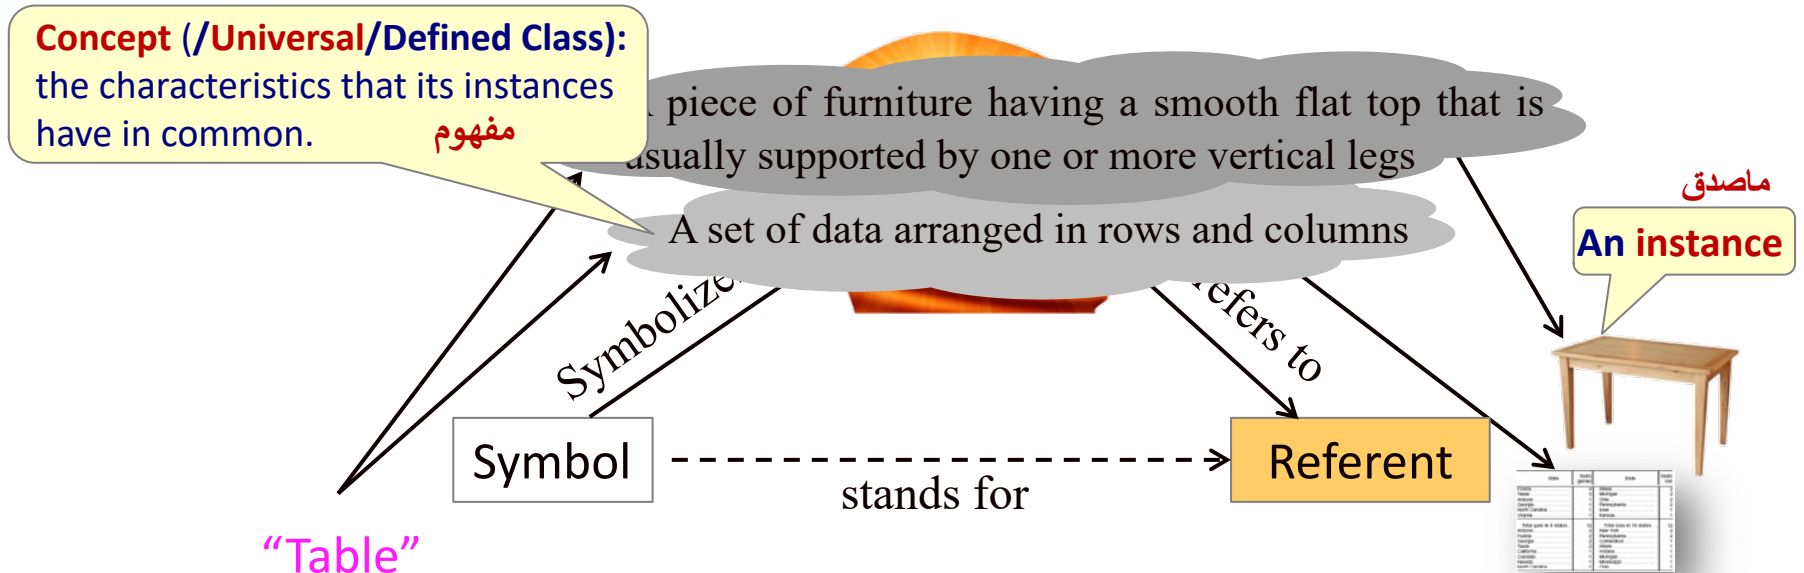 Concept (/Universal/Defined Class):
the characteristics that its instances
have in common. مفهوم
piece of furniture having a smooth flat top that is
usually supported by one or more vertical legs
A set of data arranged in rows and columns
ماصدق
An instance
Symbolize
refers to
Symbol
stands for
Referent
“Table”